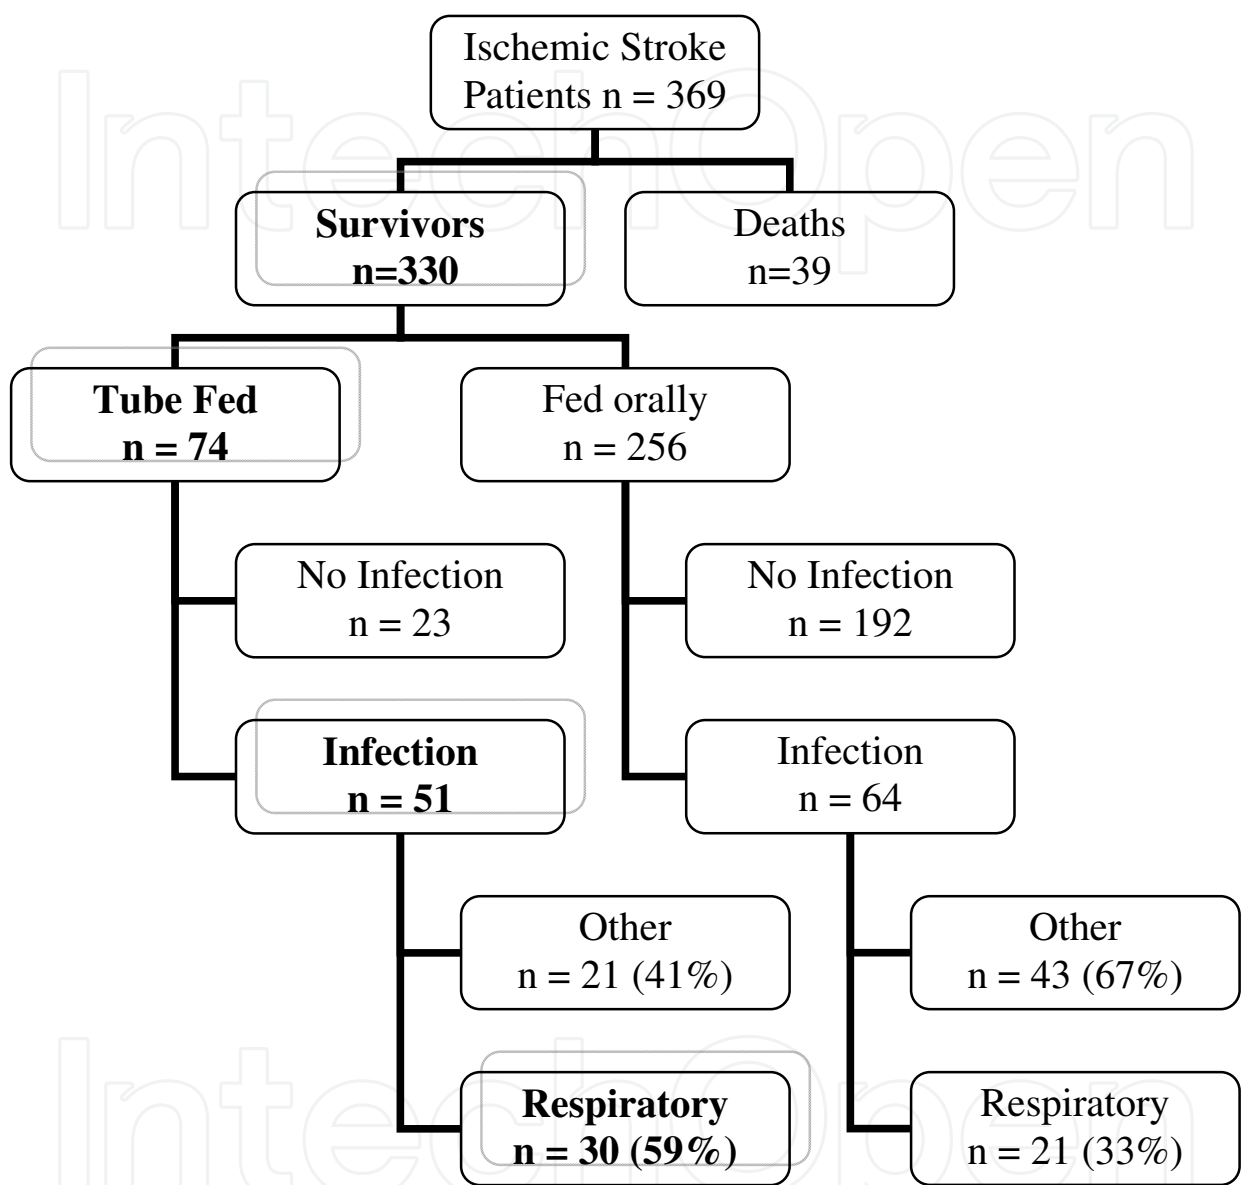 IntechOpen
Ischemic Stroke
Patients n = 369
Survivors
n=330
Deaths
n=39
Tube Fed
n = 74
Fed orally
n = 256
No Infection
n = 23
No Infection
n = 192
Infection
n = 51
Infection
n = 64
Other
n = 21 (41%)
Other
n = 43 (67%)
Respiratory
n = 30 (59%)
Respiratory
n = 21 (33%)
IntechOpen